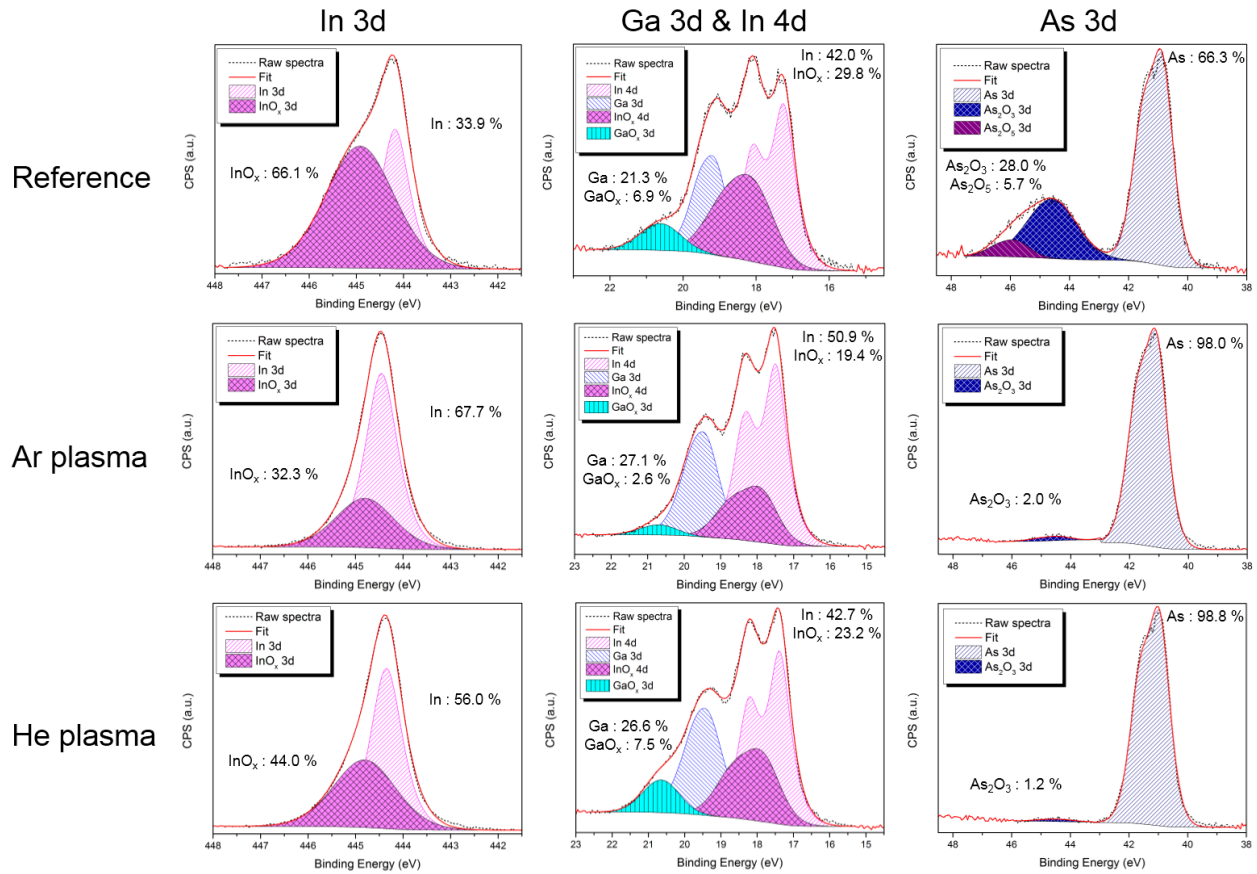 In 3d
Ga 3d & In 4d
As 3d
Reference
Raw spectra
Fit
In 3d
InOₓ 3d
In : 33.9 %
InOₓ : 66.1 %
CPS (a.u.)
448 447 446 445 444 443 442
Binding Energy (eV)
Raw spectra
Fit
In 4d
Ga 3d
InOₓ 4d
GaOₓ 3d
In : 42.0 %
InOₓ : 29.8 %
Ga : 21.3 %
GaOₓ : 6.9 %
CPS (a.u.)
22 20 18 16
Binding Energy (eV)
Raw spectra
Fit
As 3d
As₂O₃ 3d
As₂O₅ 3d
As : 66.3 %
As₂O₃ : 28.0 %
As₂O₅ : 5.7 %
CPS (a.u.)
48 46 44 42 40 38
Binding Energy (eV)
Ar plasma
Raw spectra
Fit
In 3d
InOₓ 3d
In : 67.7 %
InOₓ : 32.3 %
CPS (a.u.)
448 447 446 445 444 443 442
Binding Energy (eV)
Raw spectra
Fit
In 4d
Ga 3d
InOₓ 4d
GaOₓ 3d
In : 50.9 %
InOₓ : 19.4 %
Ga : 27.1 %
GaOₓ : 2.6 %
CPS (a.u.)
23 22 21 20 19 18 17 16 15
Binding Energy (eV)
Raw spectra
Fit
As 3d
As₂O₃ 3d
As : 98.0 %
As₂O₃ : 2.0 %
CPS (a.u.)
48 46 44 42 40 38
Binding Energy (eV)
He plasma
Raw spectra
Fit
In 3d
InOₓ 3d
In : 56.0 %
InOₓ : 44.0 %
CPS (a.u.)
448 447 446 445 444 443 442
Binding Energy (eV)
Raw spectra
Fit
In 4d
Ga 3d
InOₓ 4d
GaOₓ 3d
In : 42.7 %
InOₓ : 23.2 %
Ga : 26.6 %
GaOₓ : 7.5 %
CPS (a.u.)
23 22 21 20 19 18 17 16 15
Binding Energy (eV)
Raw spectra
Fit
As 3d
As₂O₃ 3d
As : 98.8 %
As₂O₃ : 1.2 %
CPS (a.u.)
48 46 44 42 40 38
Binding Energy (eV)